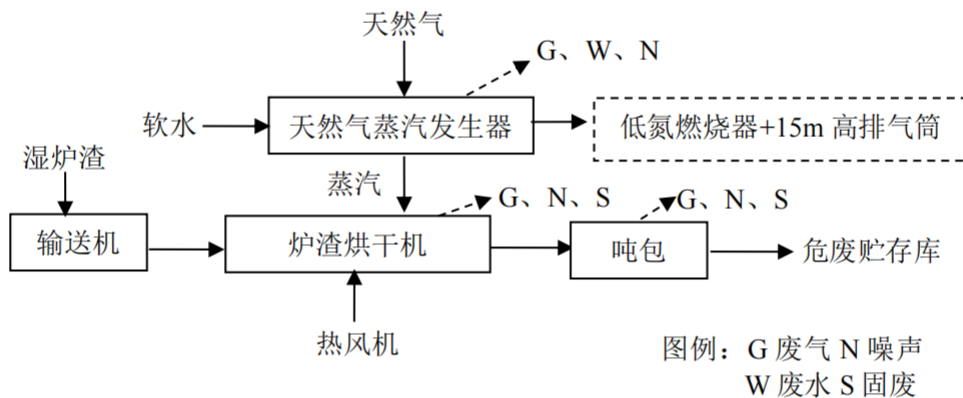 天然气
G、W、N
软水
天然气蒸汽发生器
低氮燃烧器+15m 高排气筒
湿炉渣
蒸汽
G、N、S
G、N、S
输送机
炉渣烘干机
吨包
危废贮存库
热风机
图例：G 废气 N 噪声
W 废水 S 固废